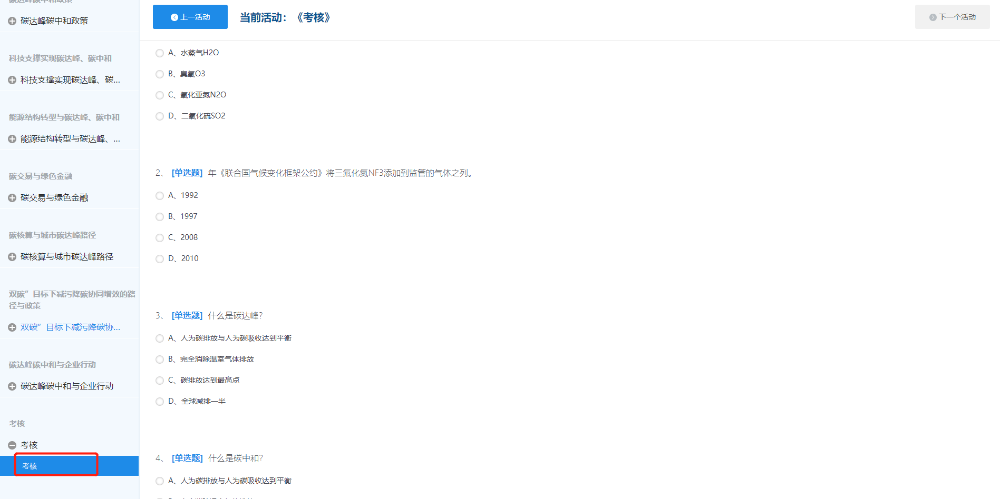 碳达峰碳中和政策
碳达峰碳中和政策
科技支撑实现碳达峰、碳中和
科技支撑实现碳达峰、碳...
能源结构转型与碳达峰、碳中和
能源结构转型与碳达峰、...
碳交易与绿色金融
碳交易与绿色金融
碳核算与城市碳达峰路径
碳核算与城市碳达峰路径
双碳”目标下减污降碳协同增效的路
径与政策
双碳”目标下减污降碳协...
碳达峰碳中和与企业行动
碳达峰碳中和与企业行动
考核
考核
考核
上一活动
当前活动：《考核》
下一个活动
A、水蒸气H2O
B、臭氧O3
C、氧化亚氮N2O
D、二氧化硫SO2
2、 [单选题] 年《联合国气候变化框架公约》将三氟化氮NF3添加到监管的气体之列。
A、1992
B、1997
C、2008
D、2010
3、 [单选题] 什么是碳达峰?
A、人为碳排放与人为碳吸收达到平衡
B、完全消除温室气体排放
C、碳排放达到最高点
D、全球减排一半
4、 [单选题] 什么是碳中和?
A、人为碳排放与人为碳吸收达到平衡